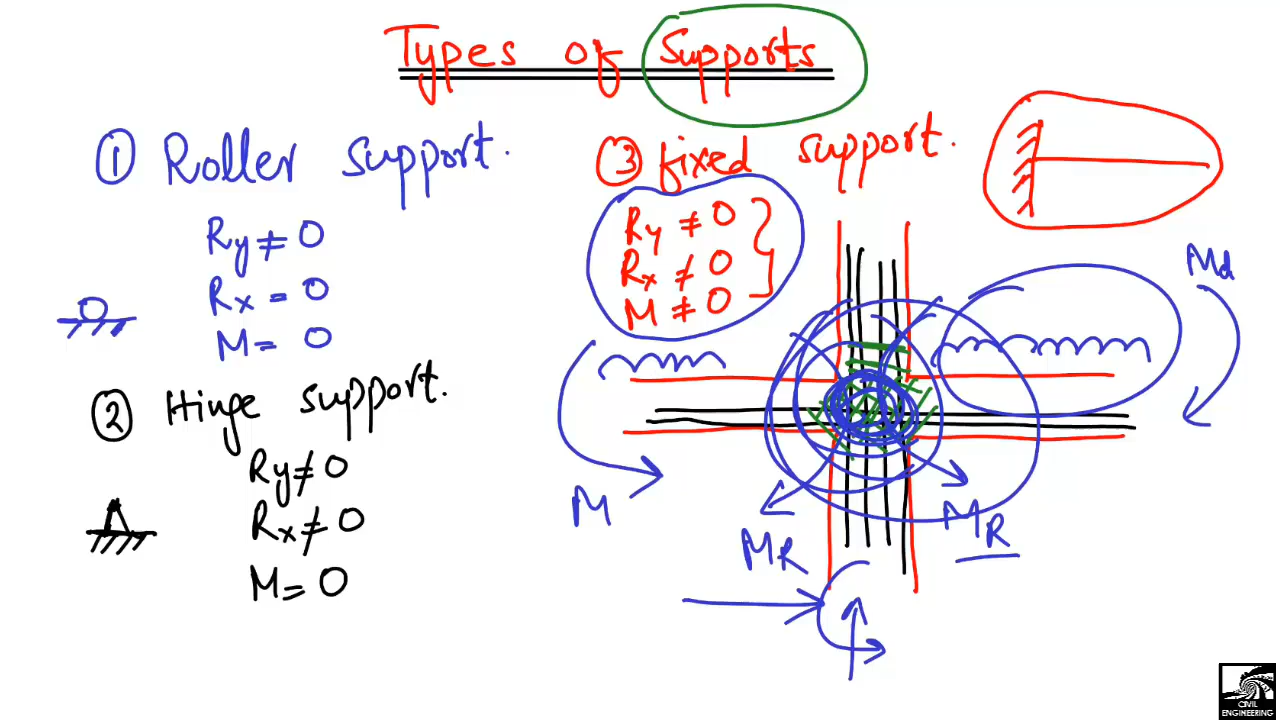 Types of Supports
① Roller support.
Ry ≠ 0
Rx = 0
M = 0
② Hinge support.
Ry ≠ 0
Rx ≠ 0
M = 0
③ fixed support.
Ry ≠ 0
Rx ≠ 0
M ≠ 0
Md
M
MR
MR
CIVIL
ENGINEERING